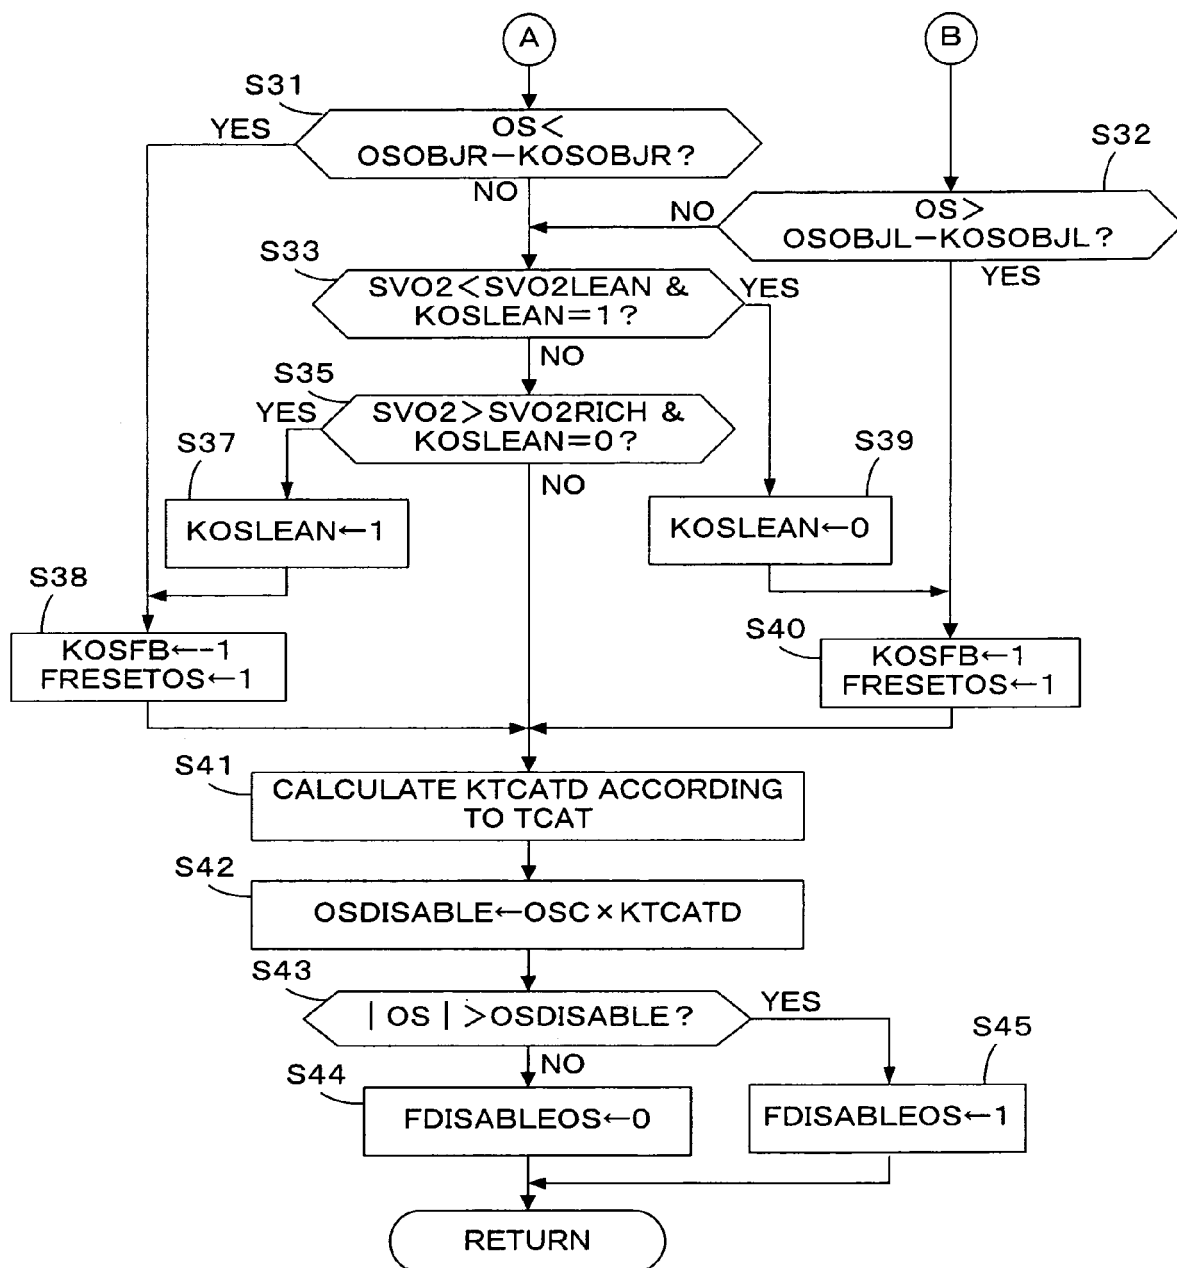 A
B
S31
YES
OS<
OSOBJR−KOSOBJR?
NO
S32
NO
OS>
OSOBJL−KOSOBJL?
YES
S33
SVO2<SVO2LEAN &
KOSLEAN=1?
YES
NO
S35
YES
SVO2>SVO2RICH &
KOSLEAN=0?
NO
S37
KOSLEAN←1
S39
KOSLEAN←0
S38
KOSFB←-1
FRESETOS←1
S40
KOSFB←1
FRESETOS←1
S41
CALCULATE KTCATD ACCORDING
TO TCAT
S42
OSDISABLE←OSC×KTCATD
S43
|OS|>OSDISABLE?
YES
NO
S44
FDISABLEOS←0
S45
FDISABLEOS←1
RETURN